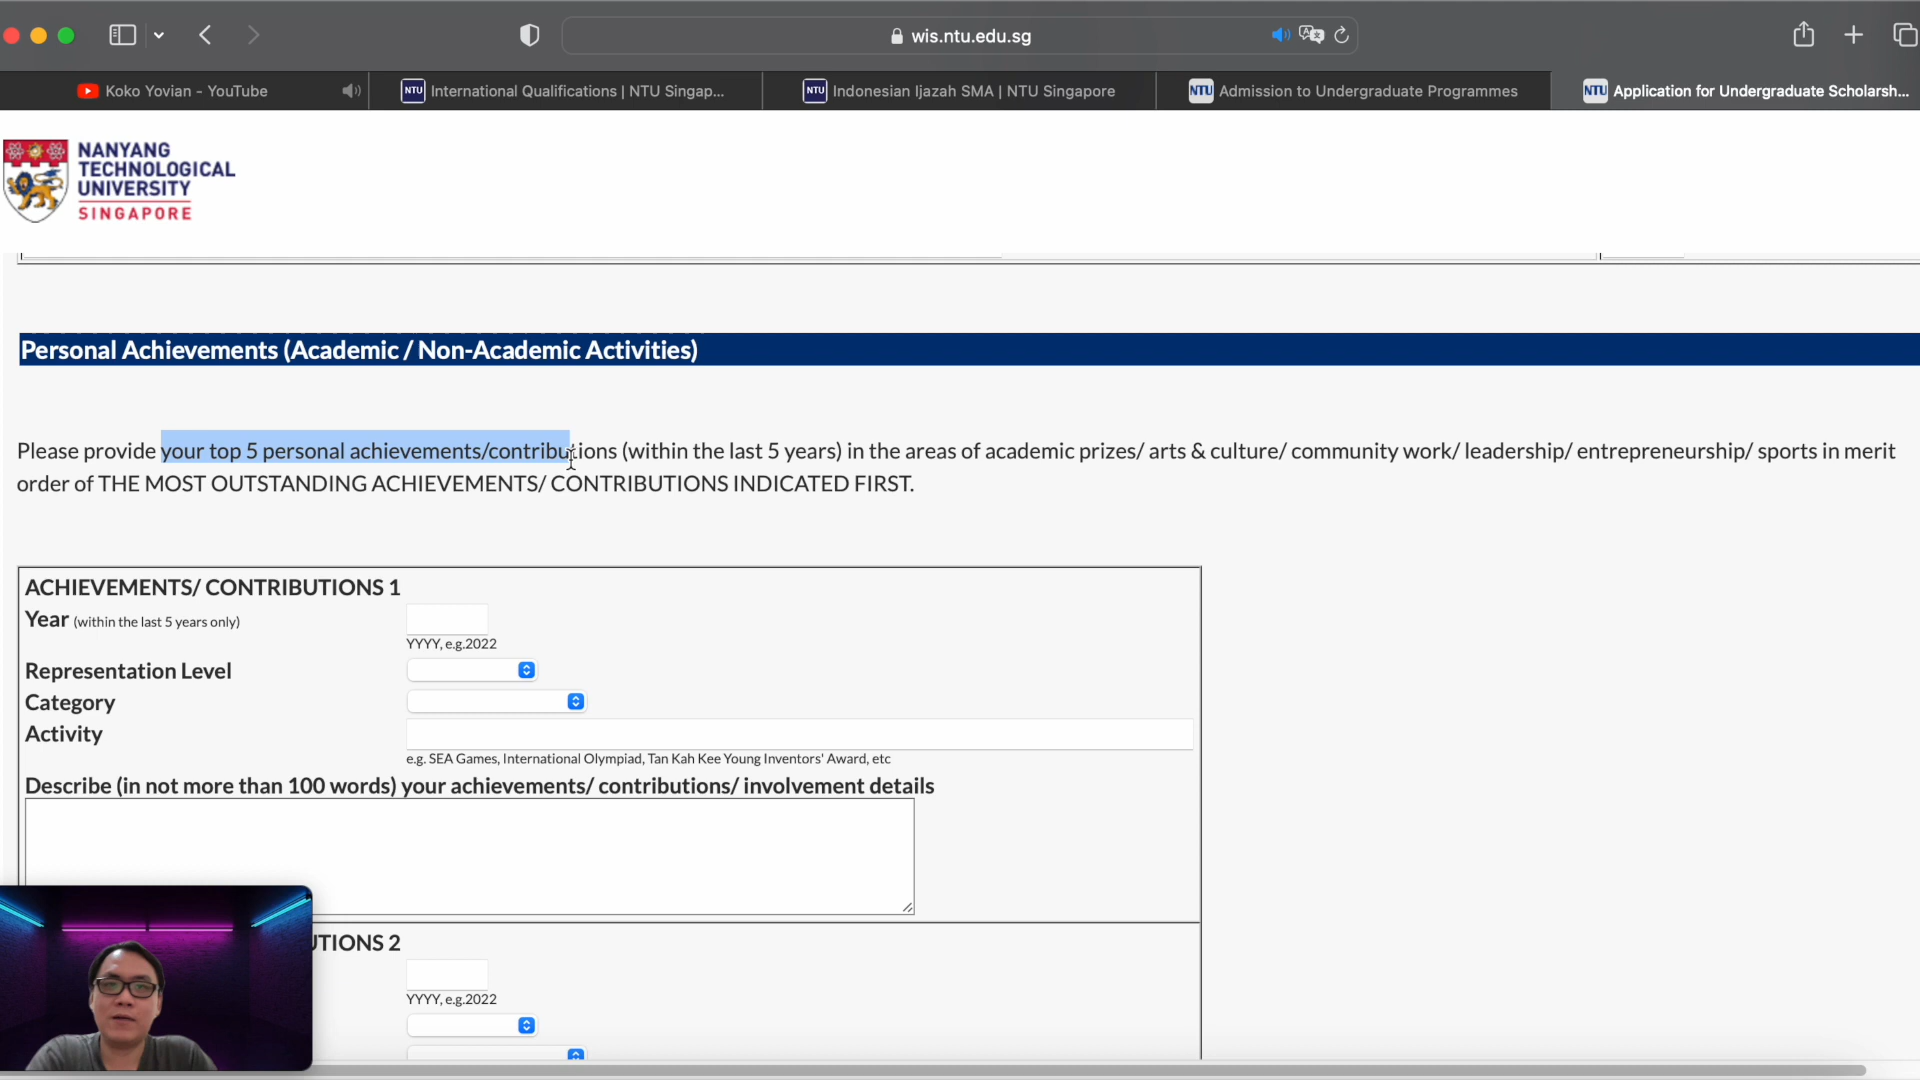 wis.ntu.edu.sg
Koko Yovian - YouTube
NTU International Qualifications | NTU Singap...
NTU Indonesian Ijazah SMA | NTU Singapore
NTU Admission to Undergraduate Programmes
NTU Application for Undergraduate Scholarsh...
NANYANG
TECHNOLOGICAL
UNIVERSITY
SINGAPORE
Personal Achievements (Academic / Non-Academic Activities)
Please provide your top 5 personal achievements/contributions (within the last 5 years) in the areas of academic prizes/ arts & culture/ community work/ leadership/ entrepreneurship/ sports in merit
order of THE MOST OUTSTANDING ACHIEVEMENTS/ CONTRIBUTIONS INDICATED FIRST.
ACHIEVEMENTS/ CONTRIBUTIONS 1
Year (within the last 5 years only)
YYYY, e.g.2022
Representation Level
Category
Activity
e.g. SEA Games, International Olympiad, Tan Kah Kee Young Inventors' Award, etc
Describe (in not more than 100 words) your achievements/ contributions/ involvement details
UTIONS 2
YYYY, e.g.2022